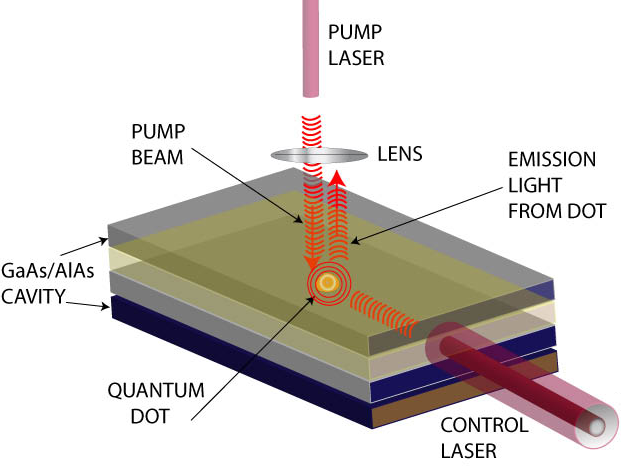 PUMP
LASER
PUMP
BEAM
LENS
EMISSION
LIGHT
FROM DOT
GaAs/AlAs
CAVITY
QUANTUM
DOT
CONTROL
LASER